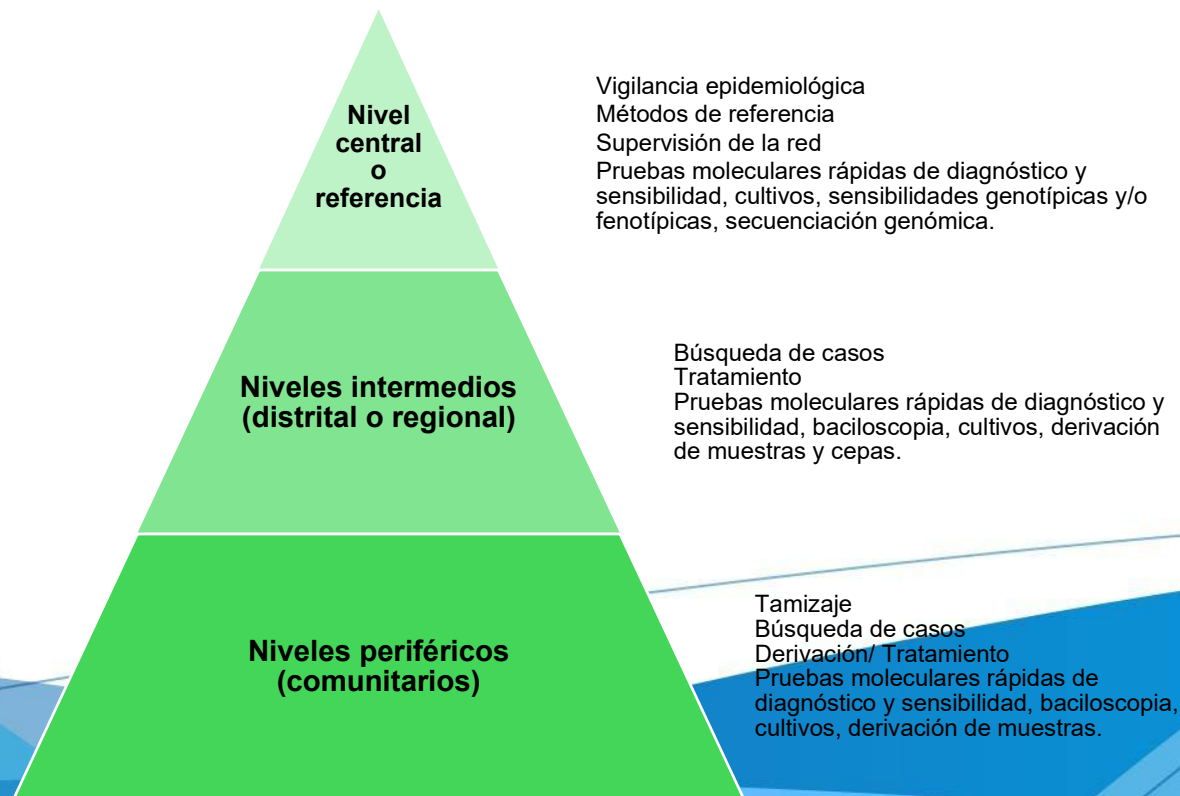 Nivel
central
o
referencia
Vigilancia epidemiológica
Métodos de referencia
Supervisión de la red
Pruebas moleculares rápidas de diagnóstico y
sensibilidad, cultivos, sensibilidades genotípicas y/o
fenotípicas, secuenciación genómica.
Niveles intermedios
(distrital o regional)
Búsqueda de casos
Tratamiento
Pruebas moleculares rápidas de diagnóstico y
sensibilidad, baciloscopia, cultivos, derivación
de muestras y cepas.
Niveles periféricos
(comunitarios)
Tamizaje
Búsqueda de casos
Derivación/ Tratamiento
Pruebas moleculares rápidas de
diagnóstico y sensibilidad, baciloscopia,
cultivos, derivación de muestras.